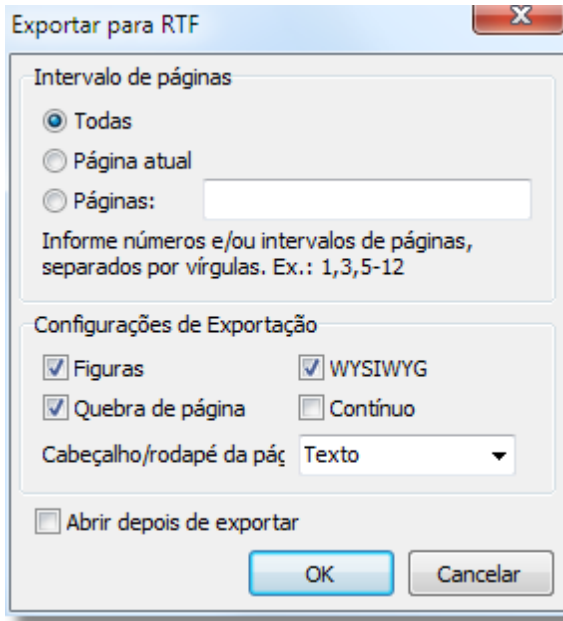 Exportar para RTF
Intervalo de páginas
Todas
Página atual
Páginas:
Informe números e/ou intervalos de páginas,
separados por vírgulas. Ex.: 1,3,5-12
Configurações de Exportação
Figuras
WYSIWYG
Quebra de página
Contínuo
Cabeçalho/rodapé da pág
Texto
Abrir depois de exportar
OK
Cancelar